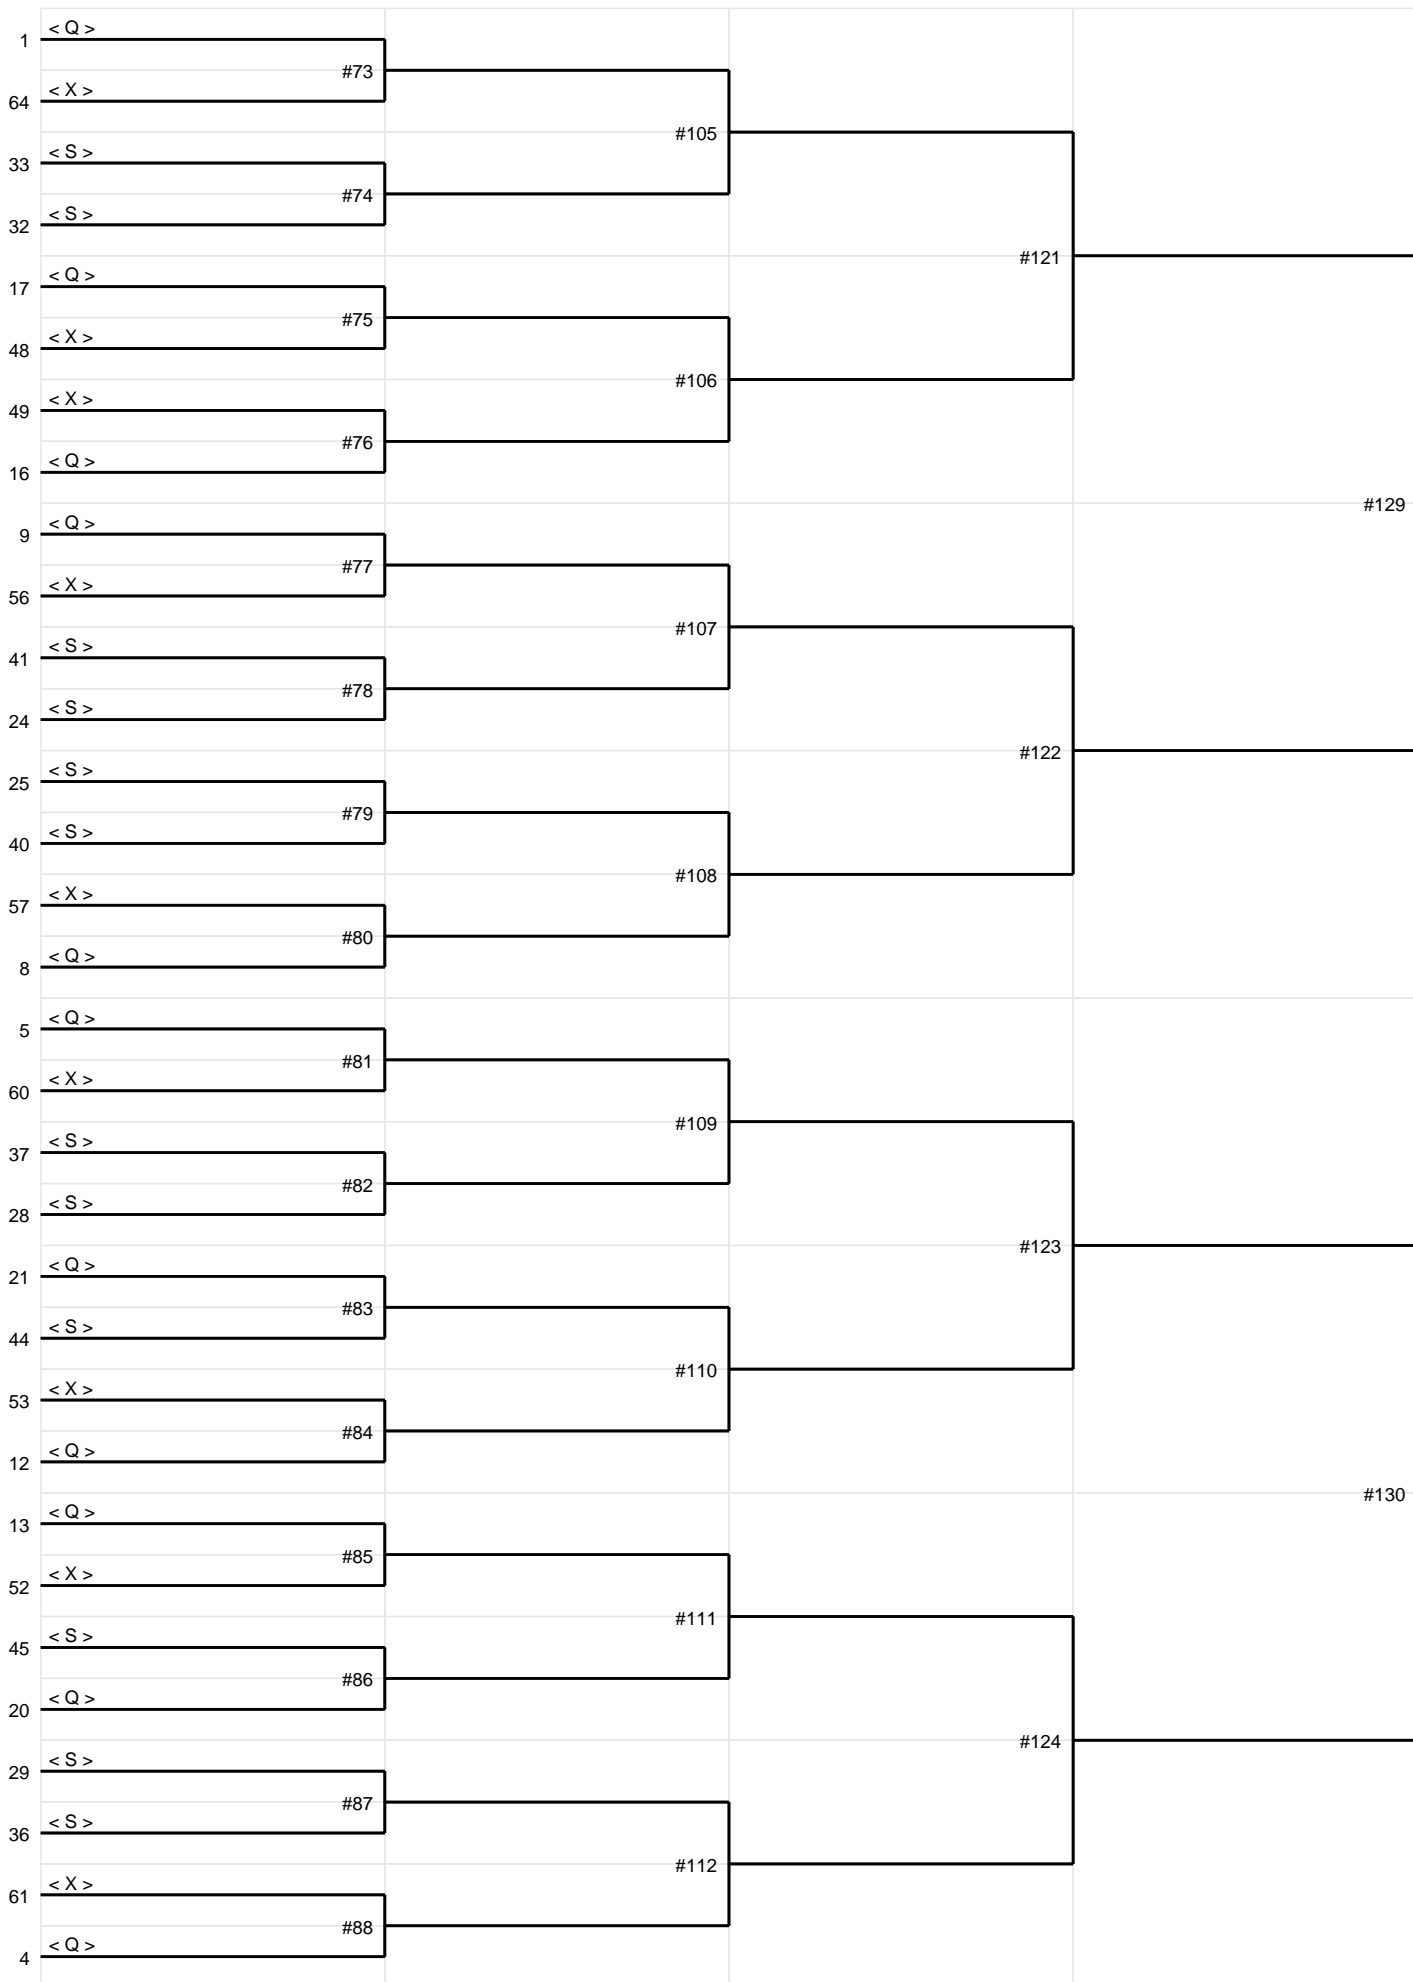 < Q >
1
#73
< X >
64
#105
< S >
33
#74
< S >
32
#121
< Q >
17
#75
< X >
48
#106
< X >
49
#76
< Q >
16
#129
< Q >
9
#77
< X >
56
#107
< S >
41
#78
< S >
24
#122
< S >
25
#79
< S >
40
#108
< X >
57
#80
< Q >
8
< Q >
5
#81
< X >
60
#109
< S >
37
#82
< S >
28
#123
< Q >
21
#83
< S >
44
#110
< X >
53
#84
< Q >
12
#130
< Q >
13
#85
< X >
52
#111
< S >
45
#86
< Q >
20
#124
< S >
29
#87
< S >
36
#112
< X >
61
#88
< Q >
4